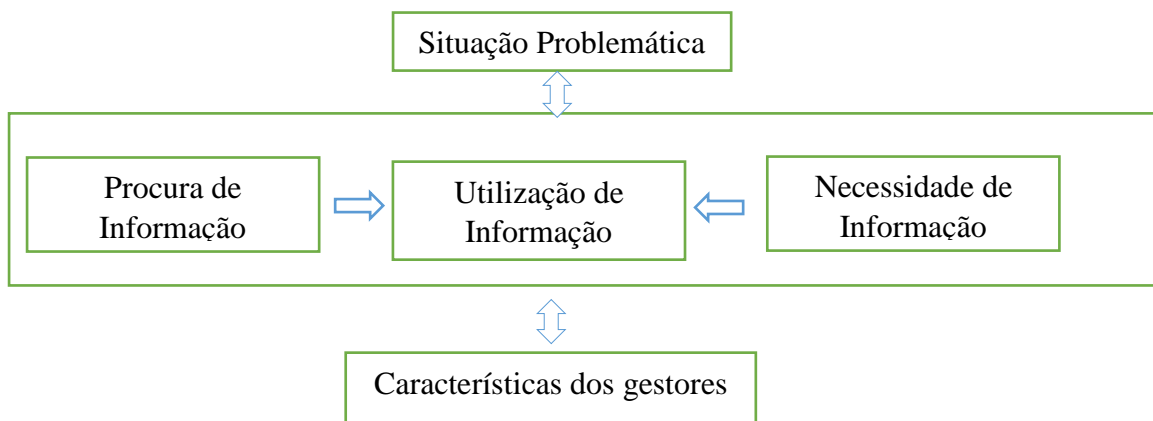 Situação Problemática
Procura de
Informação
Utilização de
Informação
Necessidade de
Informação
Características dos gestores